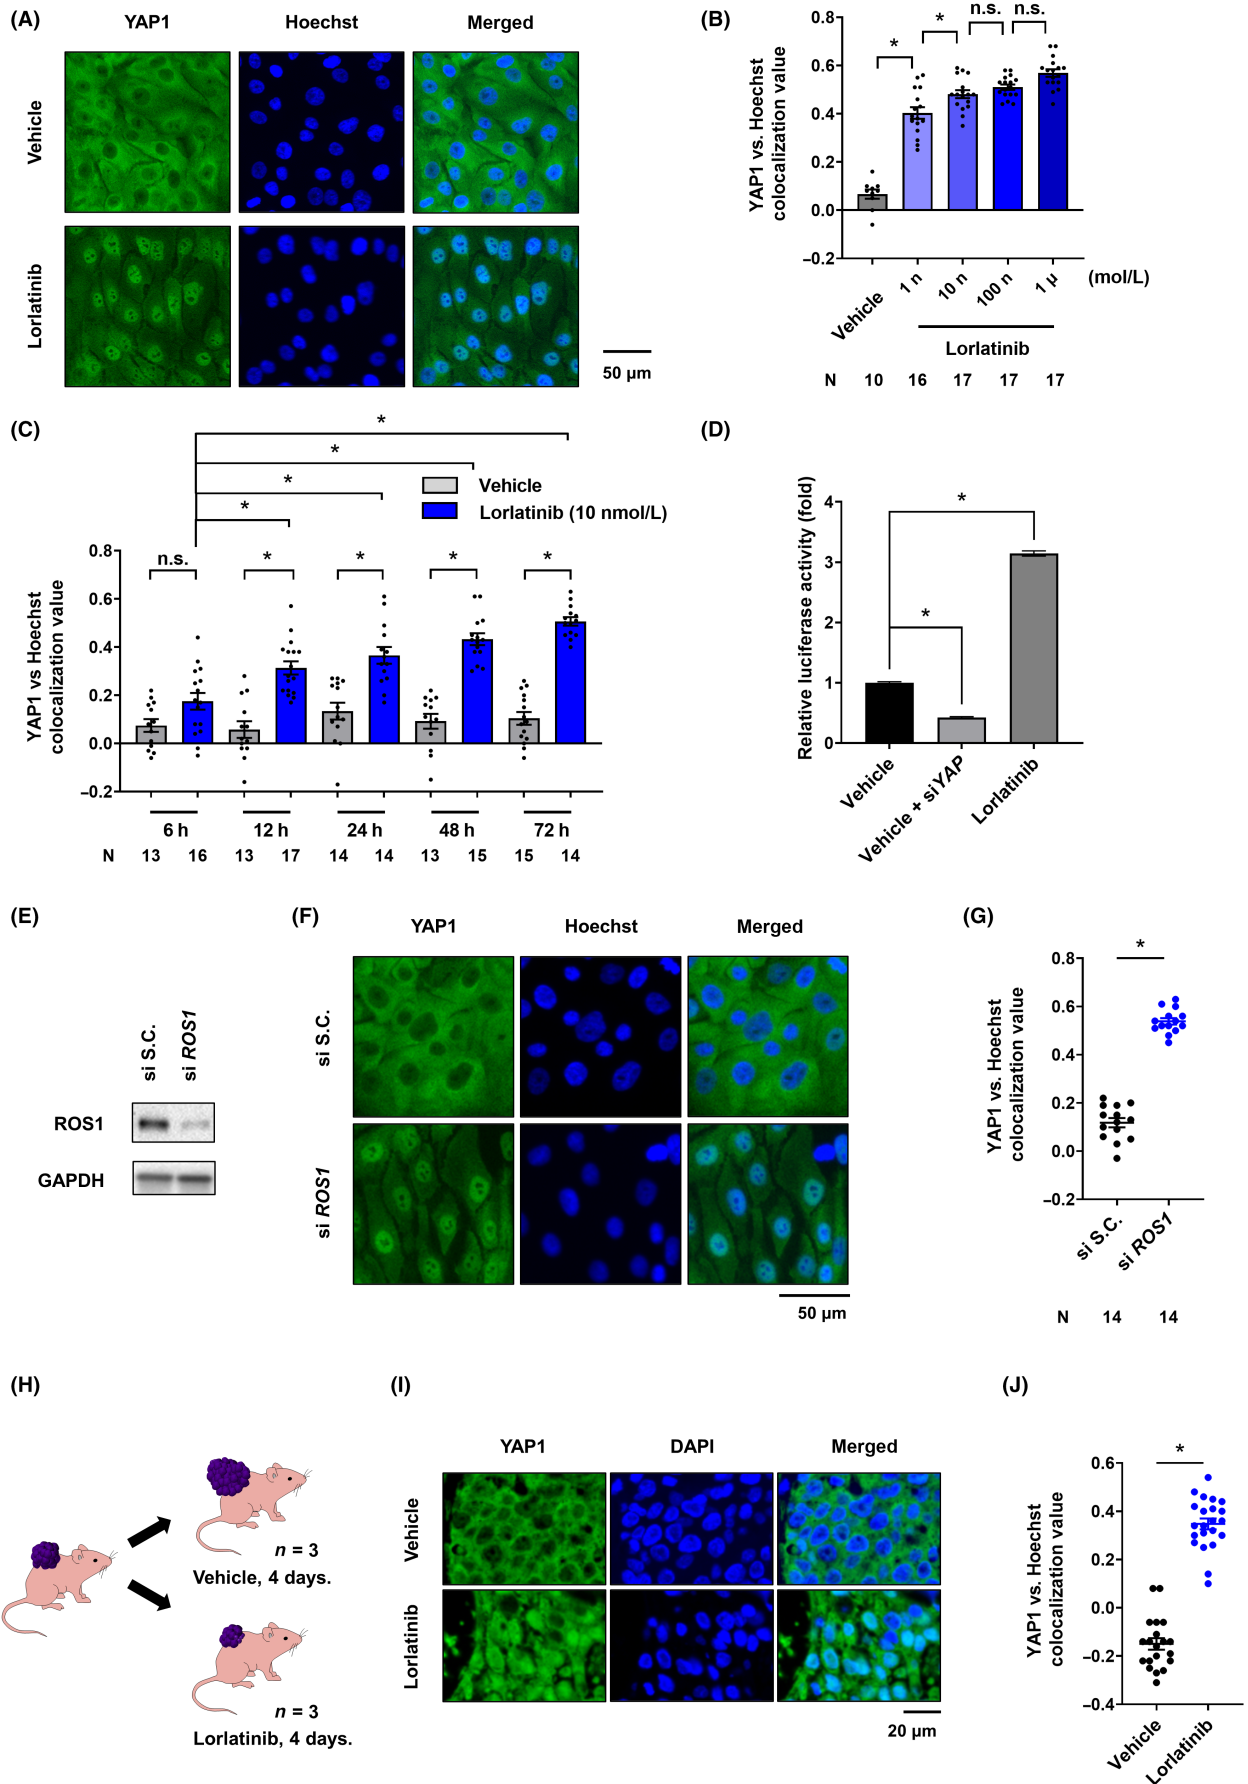 (A)
YAP1 Hoechst Merged
Vehicle
Lorlatinib
50 µm
(B)
YAP1 vs. Hoechst
colocalization value
0.8
0.6
0.4
0.2
0.0
–0.2
* * n.s. n.s.
Vehicle 1 n 10 n 100 n 1 µ (mol/L)
Lorlatinib
N 10 16 17 17 17
(C)
YAP1 vs Hoechst
colocalization value
* 
*
*
*
Vehicle
Lorlatinib (10 nmol/L)
n.s. * * * *
0.8
0.6
0.4
0.2
0.0
–0.2
6 h 12 h 24 h 48 h 72 h
N 13 16 13 17 14 14 13 15 15 14
(D)
Relative luciferase activity (fold)
4
3
2
1
0
*
*
Vehicle
Vehicle + siYAP
Lorlatinib
(E)
si S.C.
si ROS1
ROS1
GAPDH
(F)
YAP1 Hoechst Merged
si S.C.
si ROS1
50 µm
(G)
YAP1 vs. Hoechst
colocalization value
*
0.8
0.6
0.4
0.2
0.0
–0.2
si S.C.
si ROS1
N 14 14
(H)
n = 3
Vehicle, 4 days.
n = 3
Lorlatinib, 4 days.
(I)
YAP1 DAPI Merged
Vehicle
Lorlatinib
20 µm
(J)
YAP1 vs. Hoechst
colocalization value
*
0.6
0.4
0.2
0.0
–0.2
–0.4
Vehicle
Lorlatinib